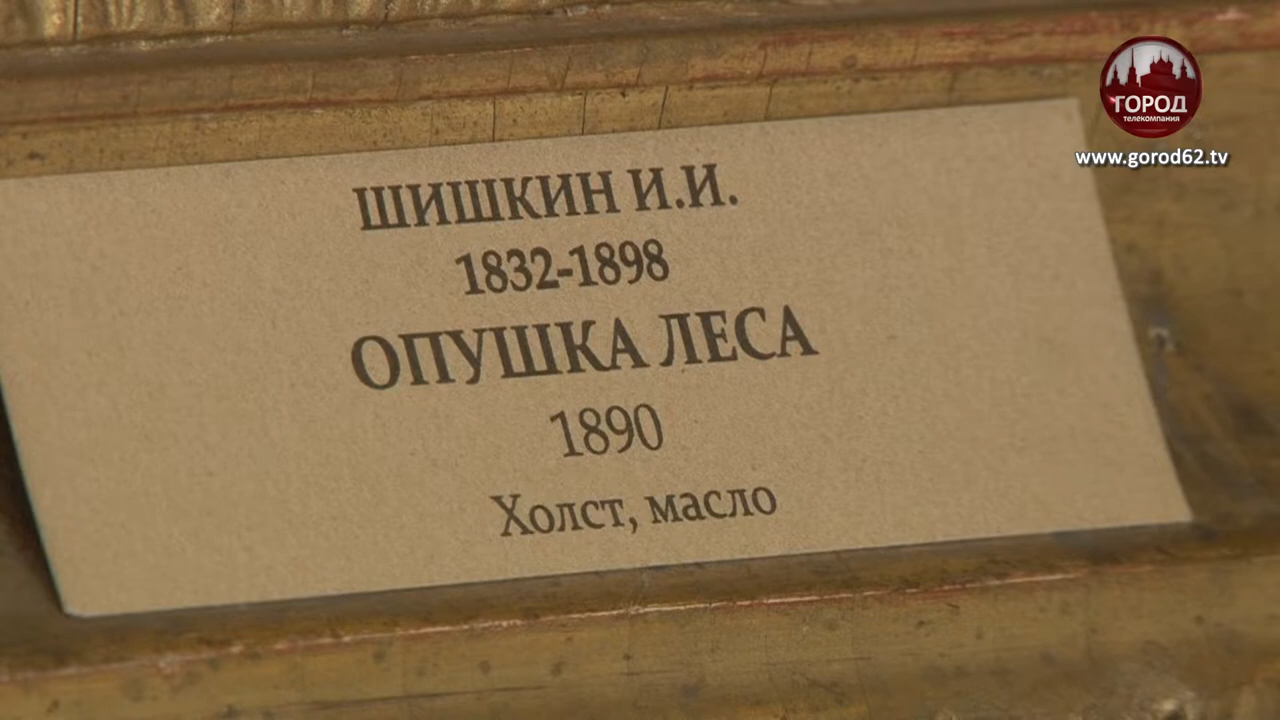 ГОРОД
телекомпания
www.gorod62.tv
ШИШКИН И.И.
1832-1898
ОПУШКА ЛЕСА
1890
Холст, масло